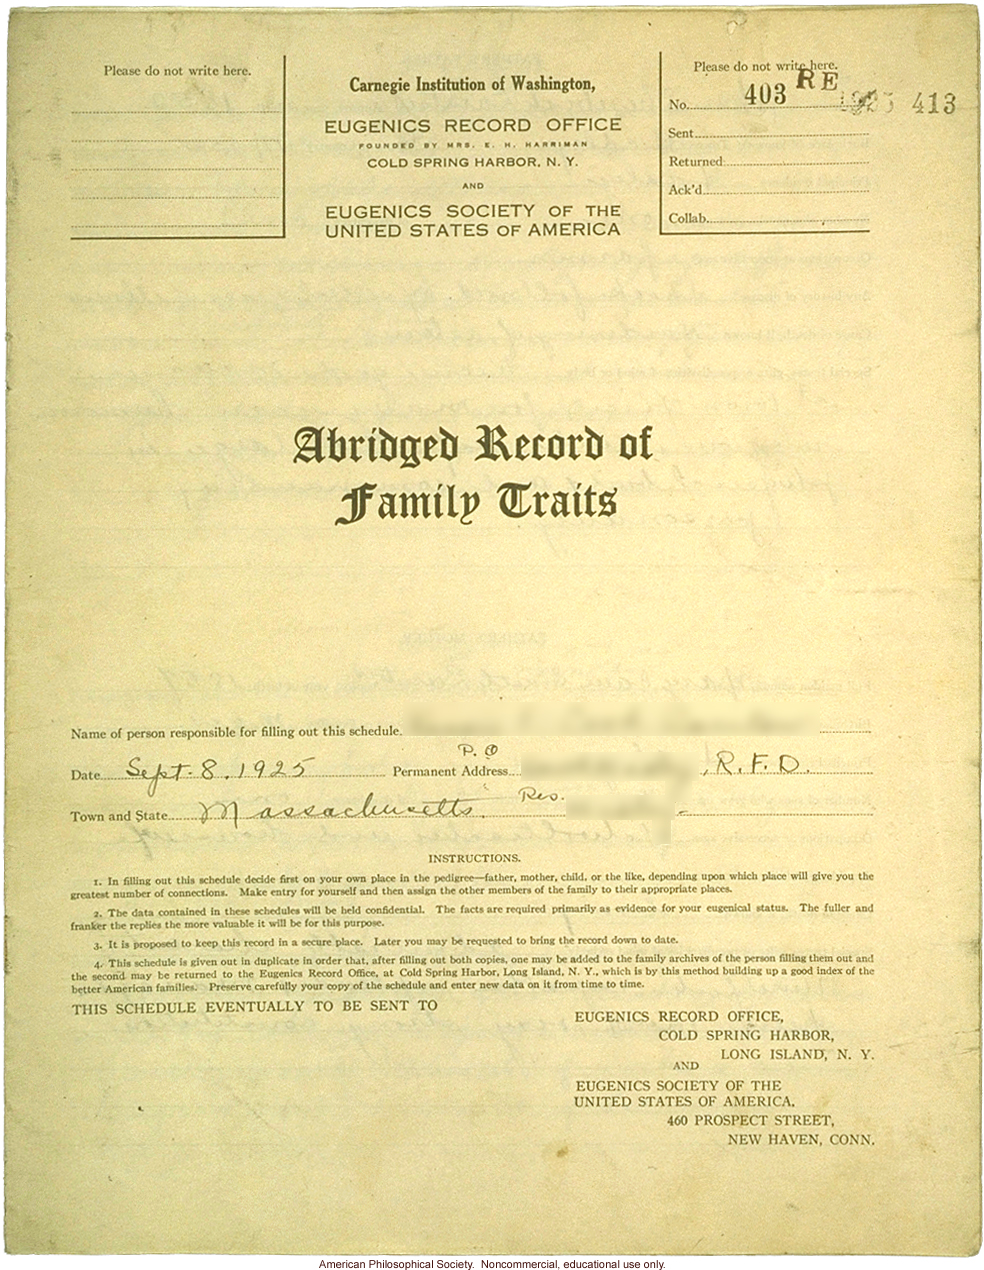 Please do not write here.
Carnegie Institution of Washington,
EUGENICS RECORD OFFICE
FOUNDED BY MRS. E. H. HARRIMAN
COLD SPRING HARBOR, N. Y.
AND
EUGENICS SOCIETY OF THE
UNITED STATES OF AMERICA
Please do not write here.
No. 403 RE 413
Sent
Returned
Ack'd
Collab.
Abridged Record of
Family Traits
Name of person responsible for filling out this schedule.
P. O
Date Sept. 8. 1925 Permanent Address , R. F. D.
Res.
Town and State Massachusetts.
INSTRUCTIONS.
1. In filling out this schedule decide first on your own place in the pedigree—father, mother, child, or the like, depending upon which place will give you the
greatest number of connections. Make entry for yourself and then assign the other members of the family to their appropriate places.
2. The data contained in these schedules will be held confidential. The facts are required primarily as evidence for your eugenical status. The fuller and
franker the replies the more valuable it will be for this purpose.
3. It is proposed to keep this record in a secure place. Later you may be requested to bring the record down to date.
4. This schedule is given out in duplicate in order that, after filling out both copies, one may be added to the family archives of the person filling them out and
the second may be returned to the Eugenics Record Office, at Cold Spring Harbor, Long Island, N. Y., which is by this method building up a good index of the
better American families. Preserve carefully your copy of the schedule and enter new data on it from time to time.
THIS SCHEDULE EVENTUALLY TO BE SENT TO
EUGENICS RECORD OFFICE,
COLD SPRING HARBOR,
LONG ISLAND, N. Y.
AND
EUGENICS SOCIETY OF THE
UNITED STATES OF AMERICA,
460 PROSPECT STREET,
NEW HAVEN, CONN.
American Philosophical Society. Noncommercial, educational use only.